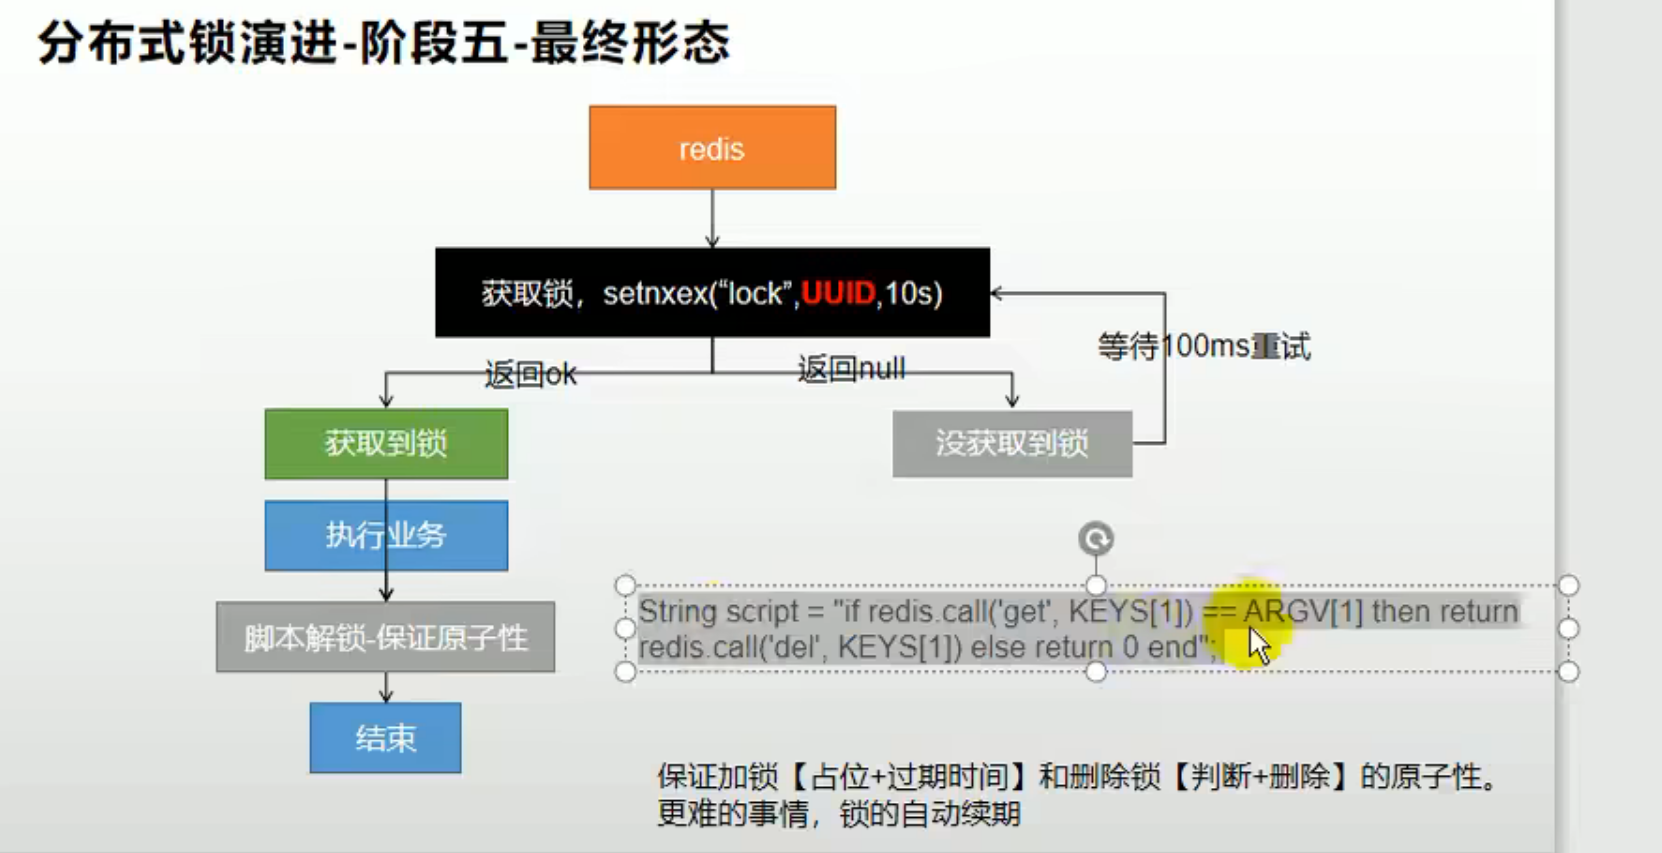 分布式锁演进-阶段五-最终形态
redis
获取锁，setnxex(“lock”,UUID,10s)
等待100ms重试
返回ok
返回null
获取到锁
没获取到锁
执行业务
String script = "if redis.call('get', KEYS[1]) == ARGV[1] then return
redis.call('del', KEYS[1]) else return 0 end";
脚本解锁-保证原子性
结束
保证加锁【占位+过期时间】和删除锁【判断+删除】的原子性。
更难的事情，锁的自动续期